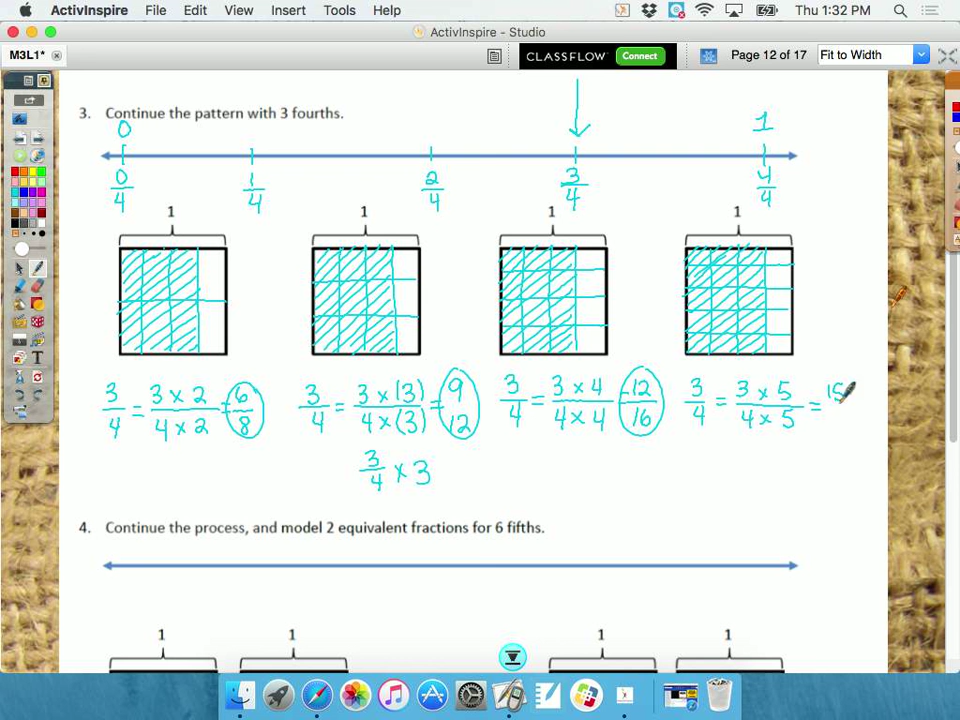 ActivInspire File Edit View Insert Tools Help Thu 1:32 PM
ActivInspire - Studio
M3L1* CLASSFLOW Connect Page 12 of 17 Fit to Width
3. Continue the pattern with 3 fourths.
0 1
0/4 1/4 2/4 3/4 4/4
1 1 1 1
3/4 = 3 x 2 / 4 x 2 = 6/8
3/4 = 3 x (3) / 4 x (3) = 9/12
3/4 = 3 x 4 / 4 x 4 = 12/16
3/4 = 3 x 5 / 4 x 5 = 15
3/4 x 3
4. Continue the process, and model 2 equivalent fractions for 6 fifths.
1 1 1 1